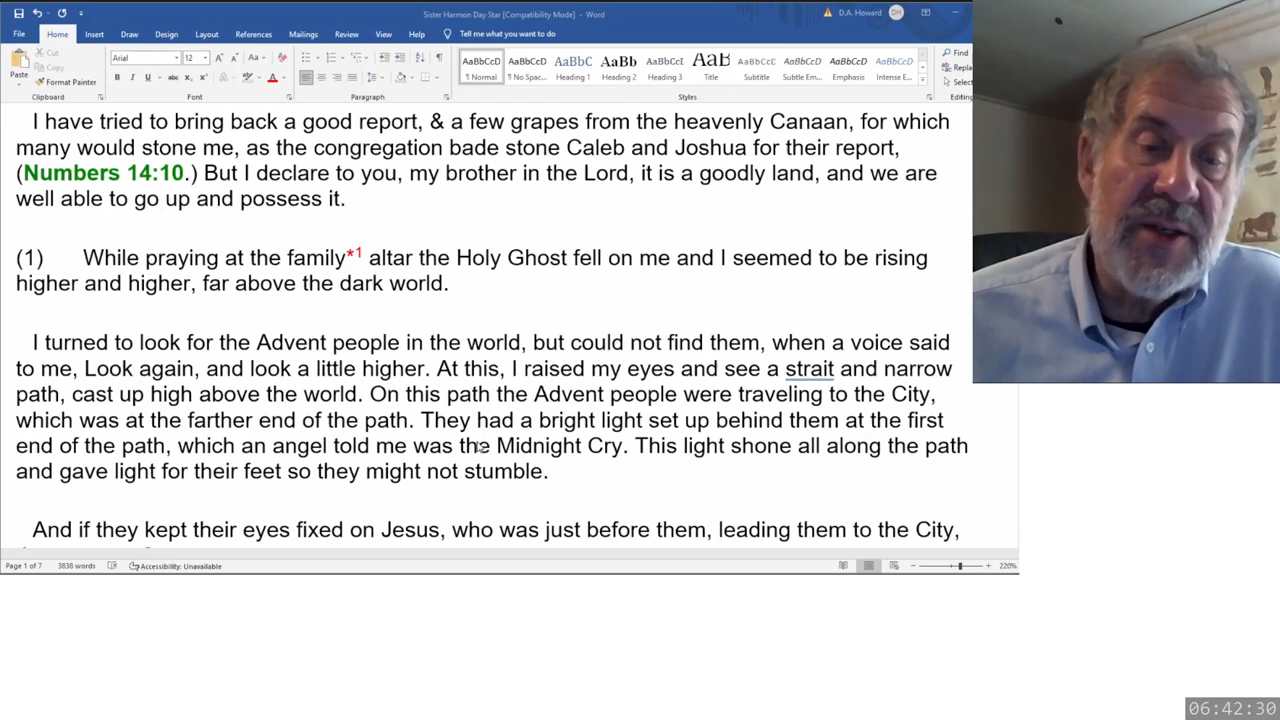 Sister Harmon Day Star [Compatibility Mode] - Word
D.A. Howard DH
File Home Insert Draw Design Layout References Mailings Review View Help Tell me what you want to do
Paste Cut Copy Format Painter
Clipboard
Arial 12
Font
Paragraph
AaBbCcD AaBbCcD AaBbC AaBb AaBbCcD AaB AaBbCcD AaBbCcD AaBbCcD AaBbCcD
¶ Normal ¶ No Spac... Heading 1 Heading 2 Heading 3 Title Subtitle Subtle Em... Emphasis Intense E...
Styles
Find
Repla
Select
Editing
I have tried to bring back a good report, & a few grapes from the heavenly Canaan, for which
many would stone me, as the congregation bade stone Caleb and Joshua for their report,
(Numbers 14:10.) But I declare to you, my brother in the Lord, it is a goodly land, and we are
well able to go up and possess it.
(1) While praying at the family*1 altar the Holy Ghost fell on me and I seemed to be rising
higher and higher, far above the dark world.
I turned to look for the Advent people in the world, but could not find them, when a voice said
to me, Look again, and look a little higher. At this, I raised my eyes and see a strait and narrow
path, cast up high above the world. On this path the Advent people were traveling to the City,
which was at the farther end of the path. They had a bright light set up behind them at the first
end of the path, which an angel told me was the Midnight Cry. This light shone all along the path
and gave light for their feet so they might not stumble.
And if they kept their eyes fixed on Jesus, who was just before them, leading them to the City,
Page 1 of 7 3838 words Accessibility: Unavailable 220%
06:42:30